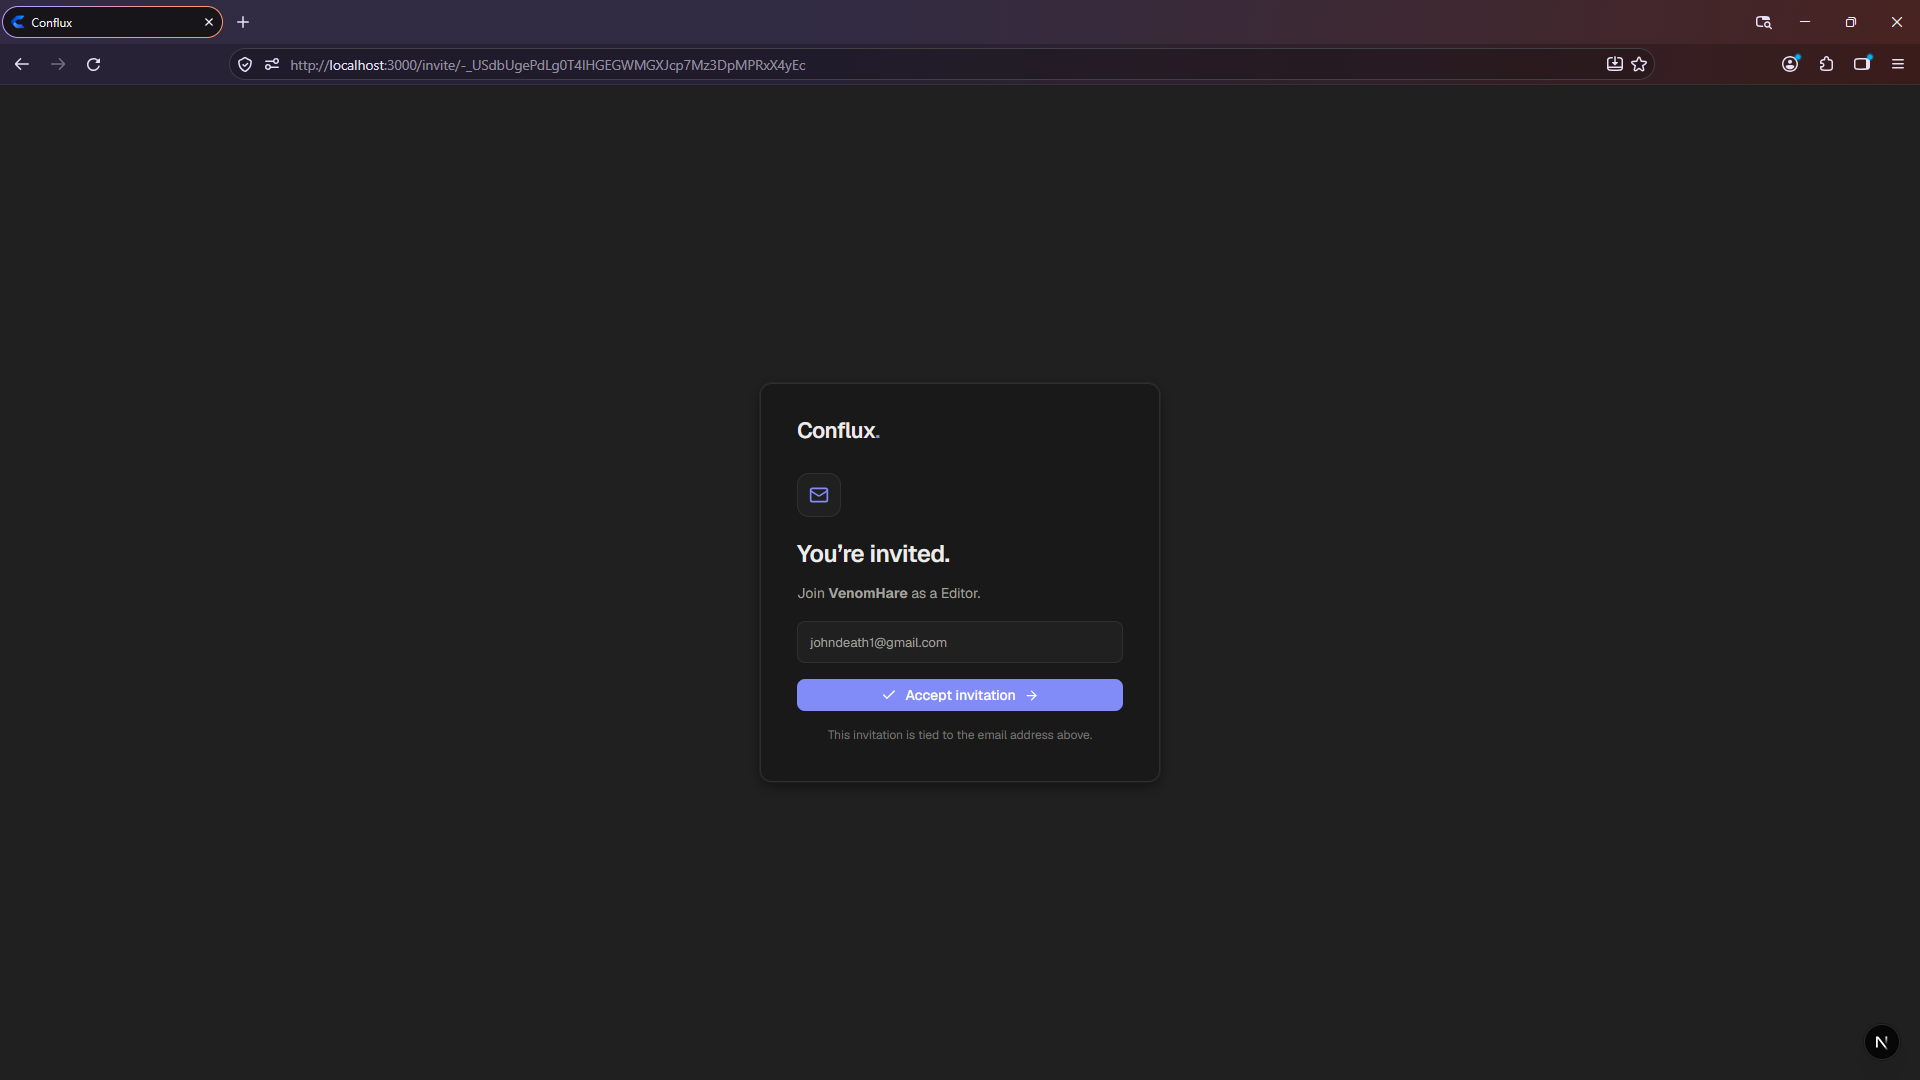 Conflux
http://localhost:3000/invite/-_USdbUgePdLg0T4IHGEGWMGXJcp7Mz3DpMPRxX4yEc
Conflux.
You’re invited.
Join VenomHare as a Editor.
johndeath1@gmail.com
Accept invitation
This invitation is tied to the email address above.
N